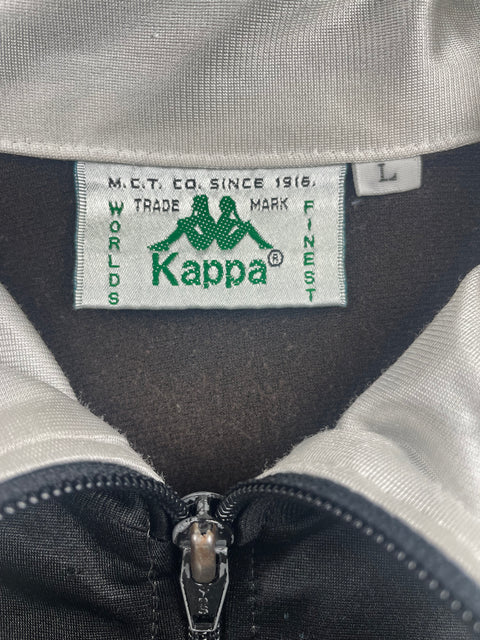 M.C.T. CO. SINCE 1916.
TRADE MARK
WORLDS
FINEST
Kappa®
L